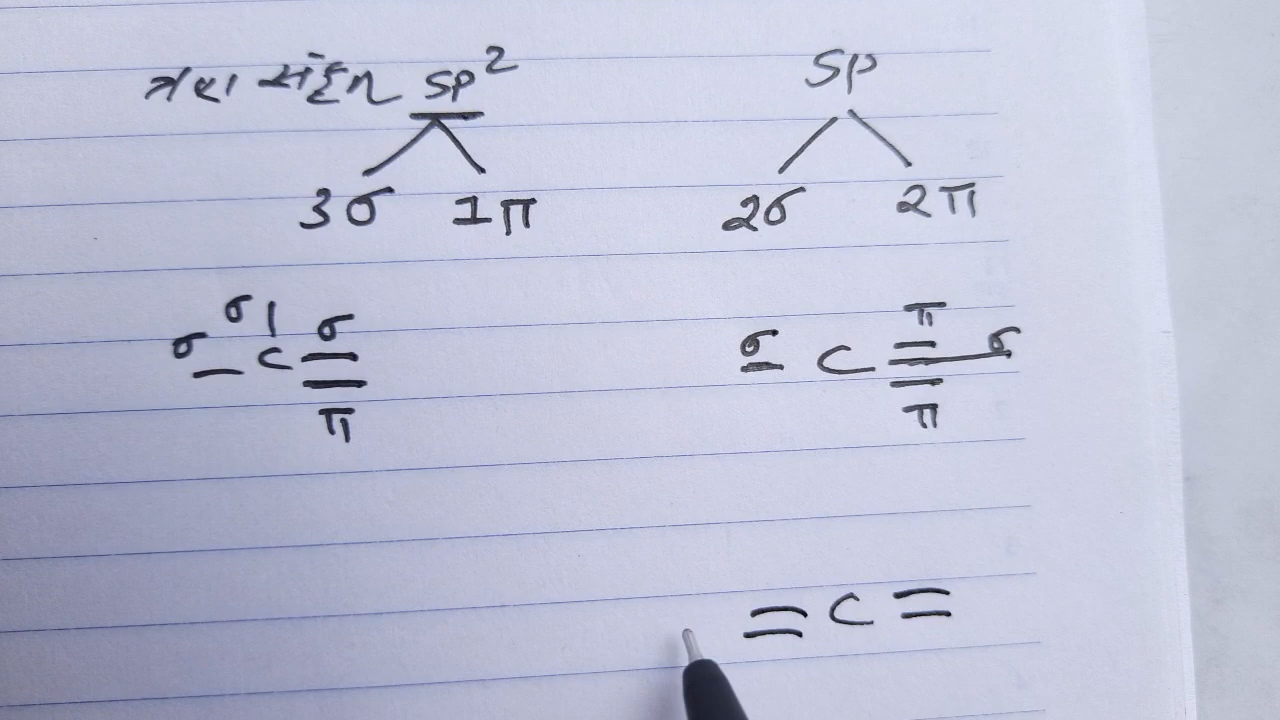 sp² sp
3σ 1π 2σ 2π
σ σ π
σ C σ σ C σ
π π
= C =